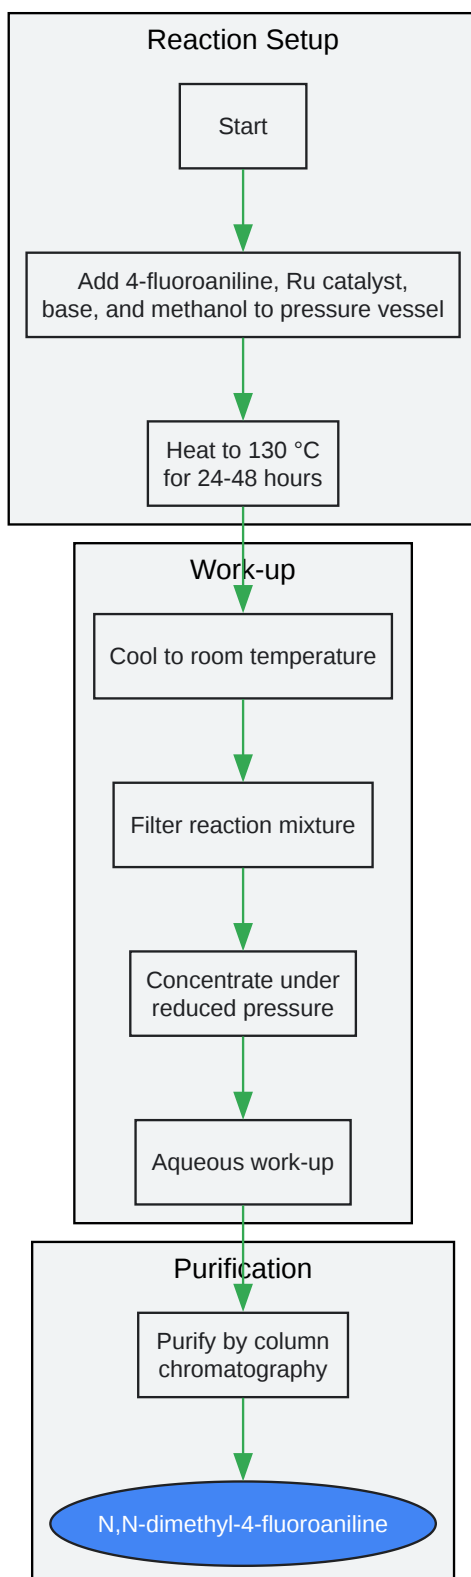 Reaction Setup
Start
Add 4-fluoroaniline, Ru catalyst,
base, and methanol to pressure vessel
Heat to 130 °C
for 24-48 hours
Work-up
Cool to room temperature
Filter reaction mixture
Concentrate under
reduced pressure
Aqueous work-up
Purification
Purify by column
chromatography
N,N-dimethyl-4-fluoroaniline